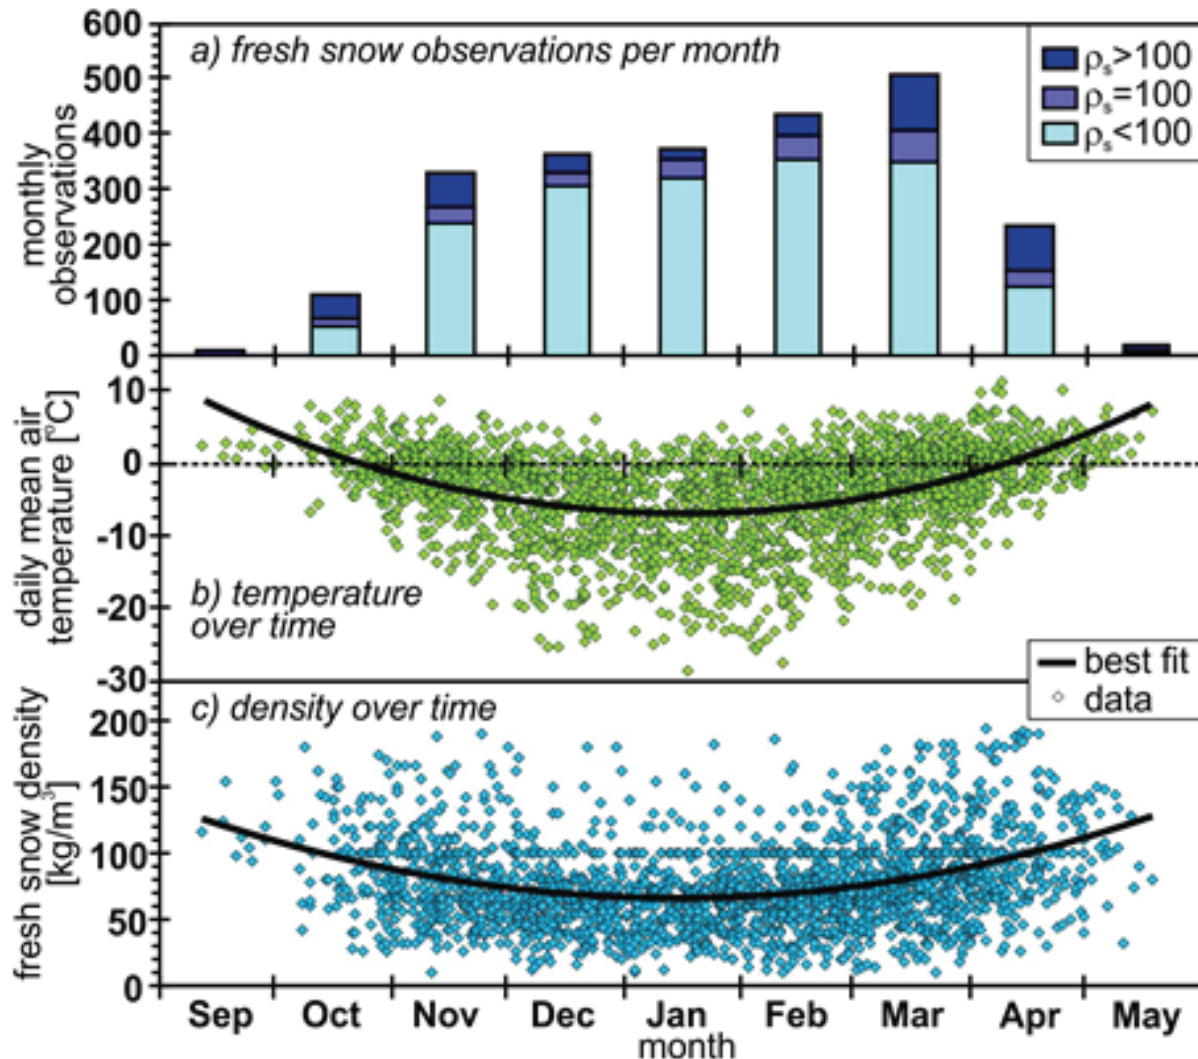 a) fresh snow observations per month
ρs>100
ρs=100
ρs<100
monthly
observations
600
500
400
300
200
100
0
daily mean air
temperature [°C]
10
0
-10
-20
-30
b) temperature
over time
best fit
data
c) density over time
fresh snow density
[kg/m³]
200
150
100
50
0
Sep Oct Nov Dec Jan Feb Mar Apr May
month